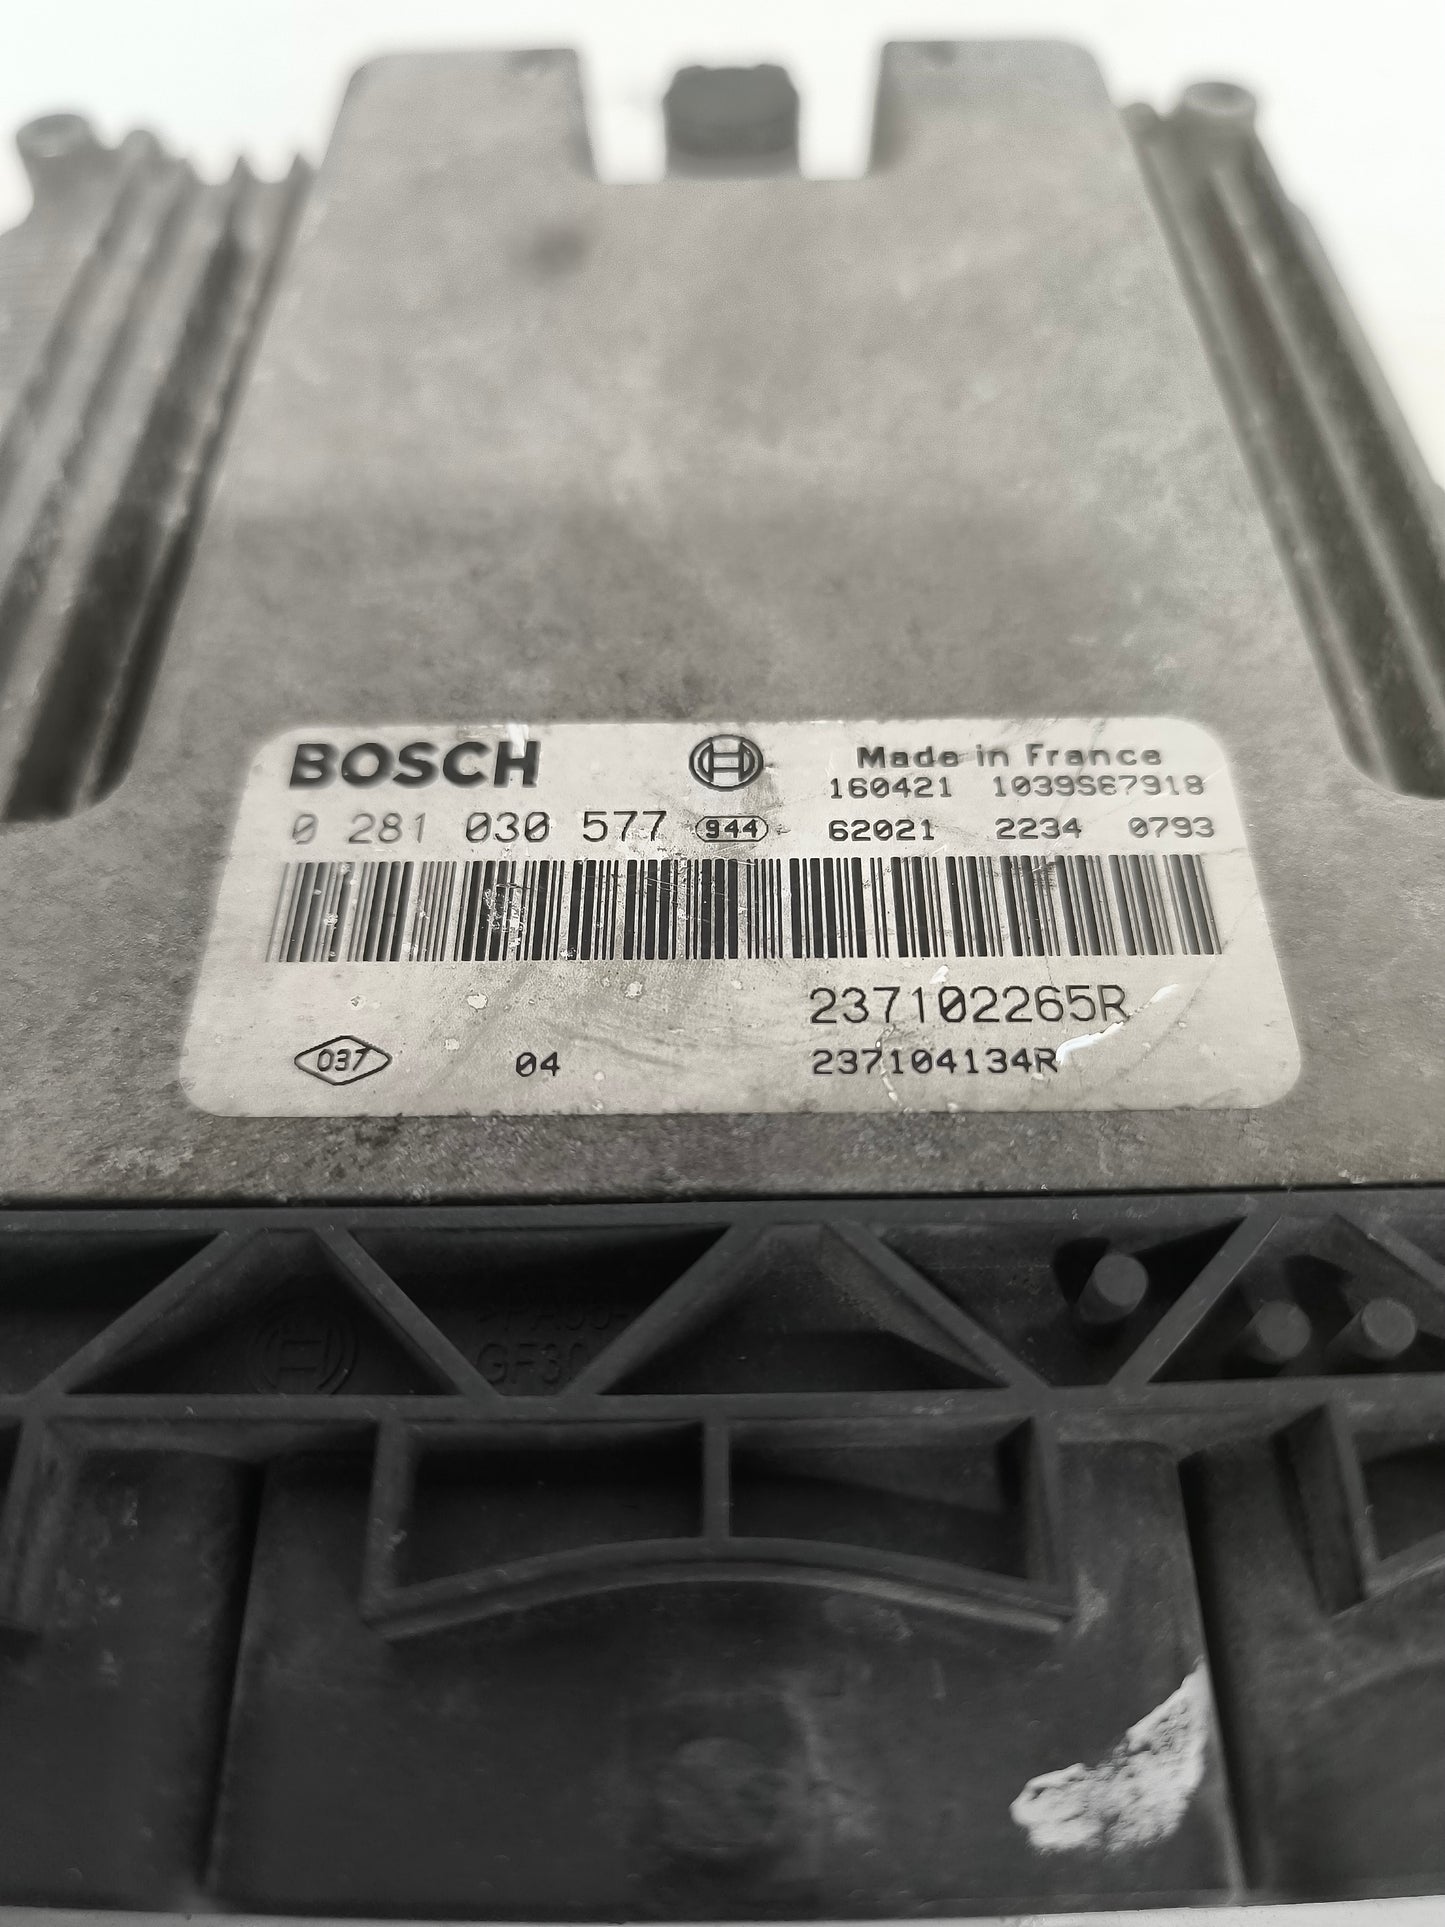 BOSCH
Made in France
160421 1039S67918
0 281 030 577 944 62021 2234 0793
237102265R
037 04 237104134R